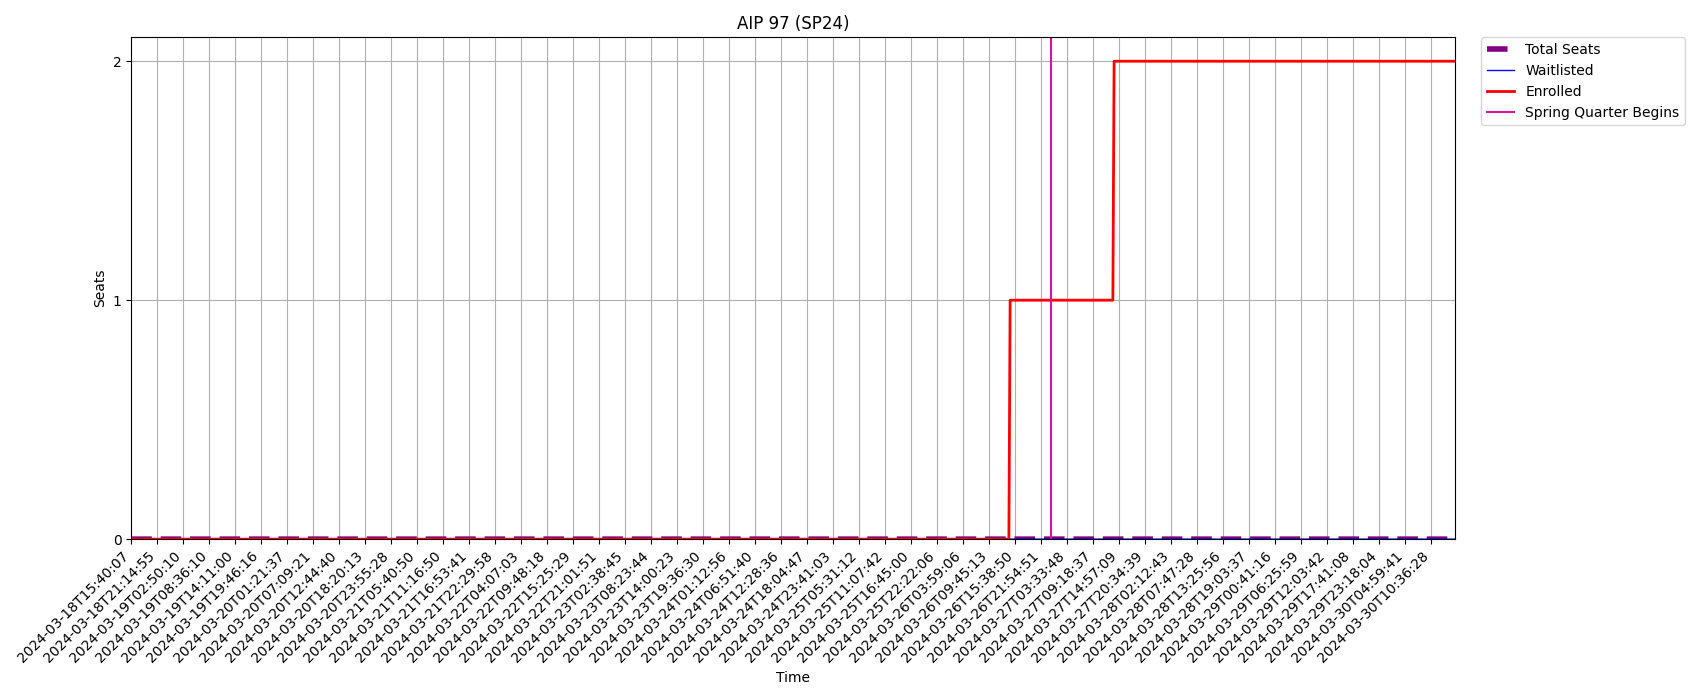 AIP 97 (SP24)
Total Seats
Waitlisted
Enrolled
Spring Quarter Begins
Seats
2
1
0
2024-03-18T15:40:07
2024-03-18T21:14:55
2024-03-19T02:50:10
2024-03-19T08:36:10
2024-03-19T14:11:00
2024-03-19T19:46:16
2024-03-20T01:21:37
2024-03-20T07:09:21
2024-03-20T12:44:40
2024-03-20T18:20:13
2024-03-20T23:55:28
2024-03-21T05:40:50
2024-03-21T11:16:50
2024-03-21T16:53:41
2024-03-21T22:29:58
2024-03-22T04:07:03
2024-03-22T09:48:18
2024-03-22T15:25:29
2024-03-22T21:01:51
2024-03-23T02:38:45
2024-03-23T08:23:44
2024-03-23T14:00:23
2024-03-23T19:36:30
2024-03-24T01:12:56
2024-03-24T06:51:40
2024-03-24T12:28:36
2024-03-24T18:04:47
2024-03-24T23:41:03
2024-03-25T05:31:12
2024-03-25T11:07:42
2024-03-25T16:45:00
2024-03-25T22:22:06
2024-03-26T03:59:06
2024-03-26T09:45:13
2024-03-26T15:38:50
2024-03-26T21:54:51
2024-03-27T03:33:48
2024-03-27T09:18:37
2024-03-27T14:57:09
2024-03-27T20:34:39
2024-03-28T02:12:43
2024-03-28T07:47:28
2024-03-28T13:25:56
2024-03-28T19:03:37
2024-03-29T00:41:16
2024-03-29T06:25:59
2024-03-29T12:03:42
2024-03-29T17:41:08
2024-03-29T23:18:04
2024-03-30T04:59:41
2024-03-30T10:36:28
Time